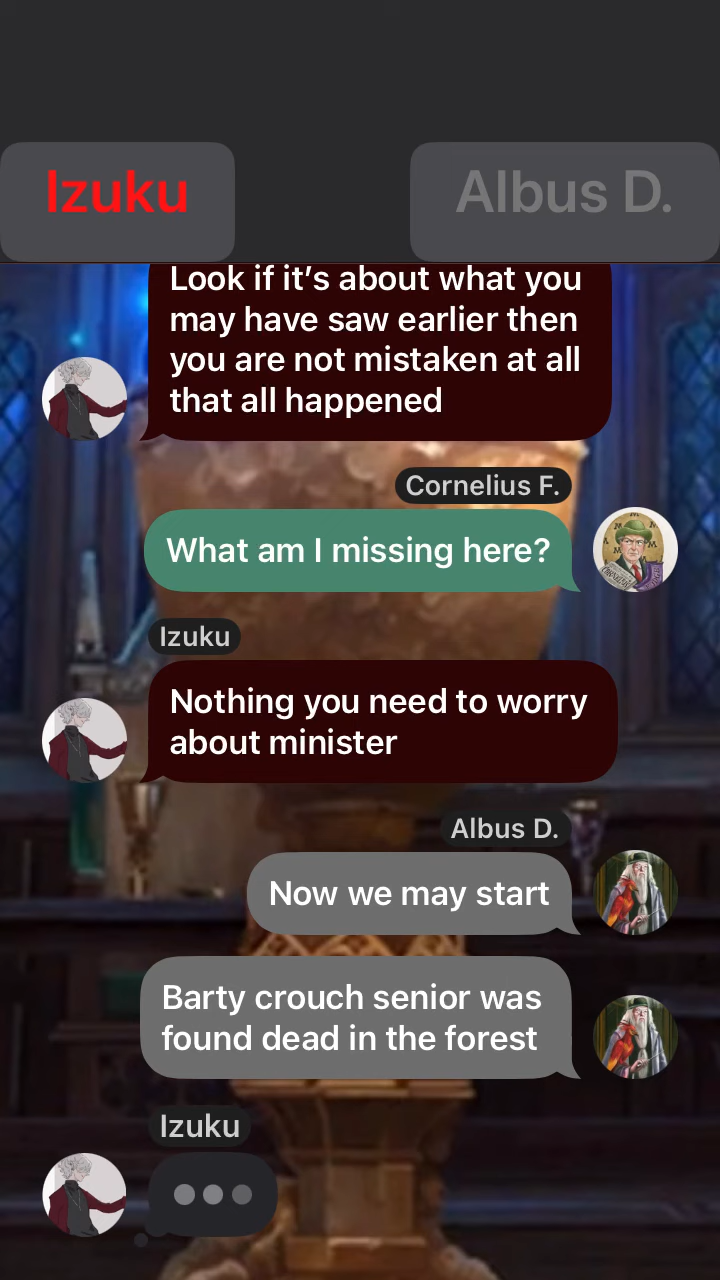 Izuku
Albus D.
Look if it’s about what you
may have saw earlier then
you are not mistaken at all
that all happened
Cornelius F.
What am I missing here?
Izuku
Nothing you need to worry
about minister
Albus D.
Now we may start
Barty crouch senior was
found dead in the forest
Izuku